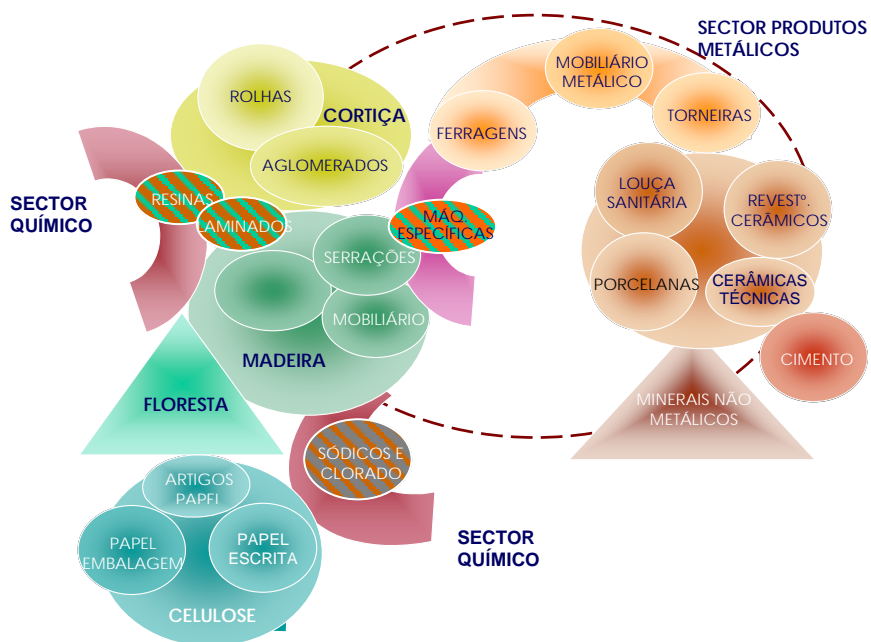 SECTOR PRODUTOS
METÁLICOS
MOBILIÁRIO
METÁLICO
ROLHAS
CORTIÇA
FERRAGENS
TORNEIRAS
AGLOMERADOS
SECTOR
QUÍMICO
RESINAS
LAMINADOS
MÁQ.
ESPECÍFICAS
LOUÇA
SANITÁRIA
REVESTº.
CERÂMICOS
SERRAÇÕES
PORCELANAS
CERÂMICAS
TÉCNICAS
MOBILIÁRIO
MADEIRA
CIMENTO
FLORESTA
MINERAIS NÃO
METÁLICOS
SÓDICOS E
CLORADO
ARTIGOS
PAPEL
PAPEL
EMBALAGEM
PAPEL
ESCRITA
SECTOR
QUÍMICO
CELULOSE